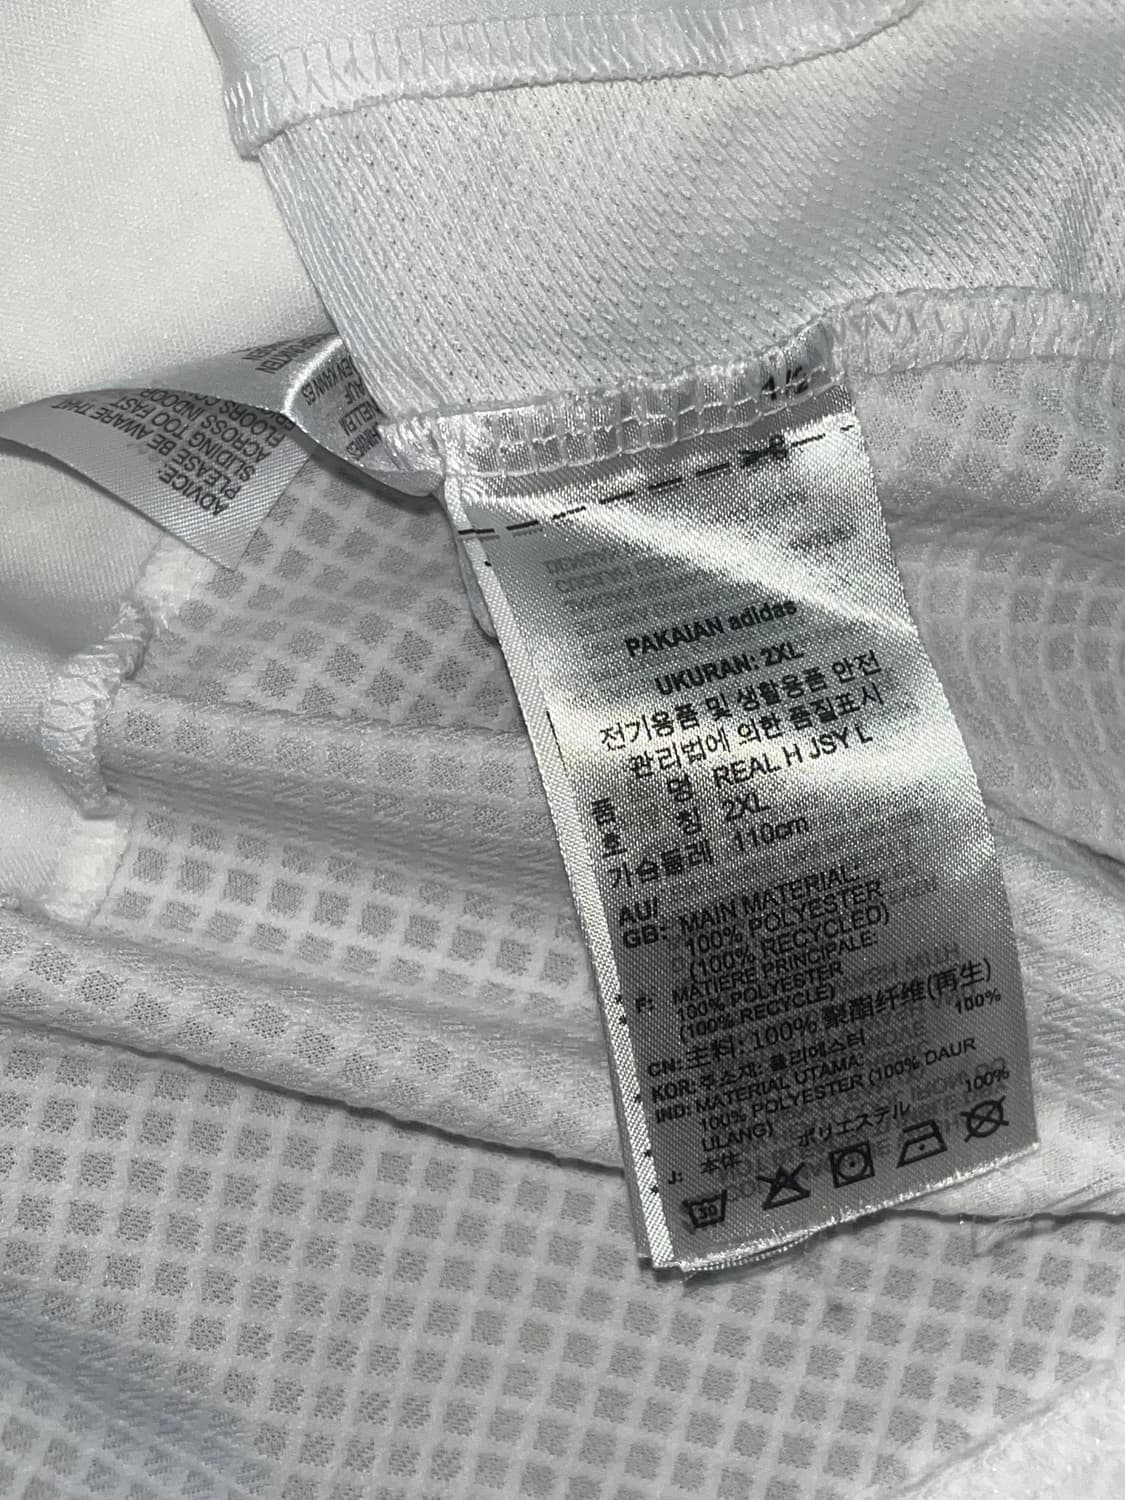 1/2
PAKAIAN adidas
UKURAN: 2XL
전기용품 및 생활용품 안전
관리법에 의한 품질표시
품 명 REAL H JSY L
호 칭 2XL
가슴둘레 110cm
AU/
GB: MAIN MATERIAL:
100% POLYESTER
(100% RECYCLED)
F: MATIERE PRINCIPALE:
100% POLYESTER
(100% RECYCLE)
CN: 主料: 100% 聚酯纤维(再生)
KOR: 주소재: 폴리에스터 100%
IND: MATERIAL UTAMA:
100% POLYESTER (100% DAUR
ULANG)
J: 本体 ポリエステル 100%
30
ADVICE:
PLEASE BE AWARE THAT
SLIDING TOO FAST
ACROSS INDOOR
FLOORS